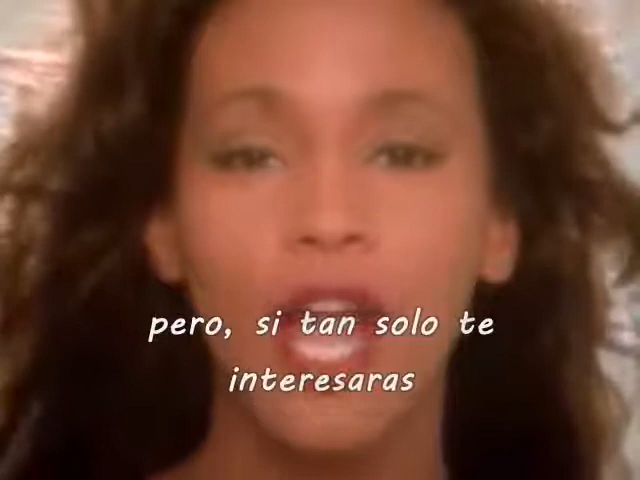 pero, si tan solo te
interesaras